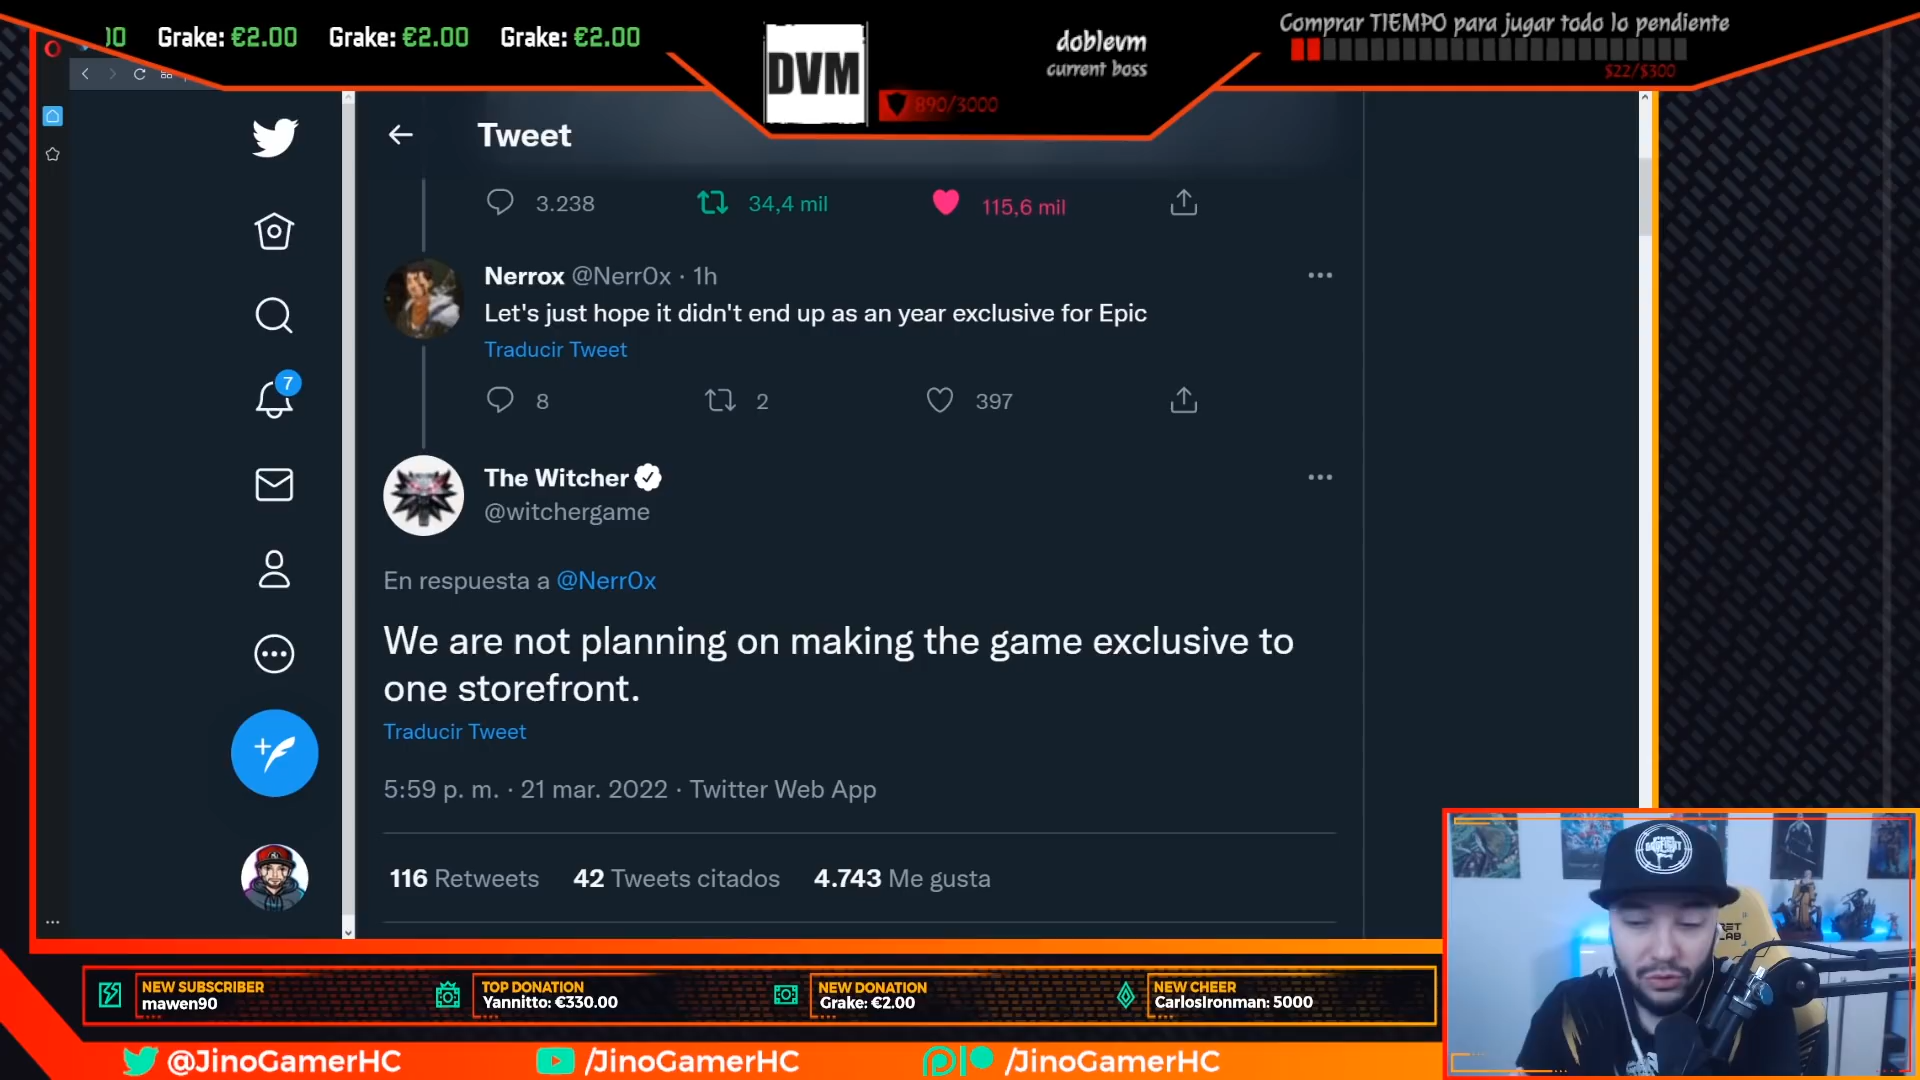 00
Grake: €2.00
Grake: €2.00
Grake: €2.00
DVM
doblevm
current boss
890/3000
Comprar TIEMPO para jugar todo lo pendiente
$22/$300
Tweet
3.238
34,4 mil
115,6 mil
Nerrox @Nerr0x · 1h
Let's just hope it didn't end up as an year exclusive for Epic
Traducir Tweet
8
2
397
7
The Witcher
@witchergame
En respuesta a @Nerr0x
We are not planning on making the game exclusive to
one storefront.
Traducir Tweet
5:59 p. m. · 21 mar. 2022 · Twitter Web App
116 Retweets
42 Tweets citados
4.743 Me gusta
NEW SUBSCRIBER
mawen90
TOP DONATION
Yannitto: €330.00
NEW DONATION
Grake: €2.00
NEW CHEER
CarlosIronman: 5000
@JinoGamerHC
/JinoGamerHC
/JinoGamerHC